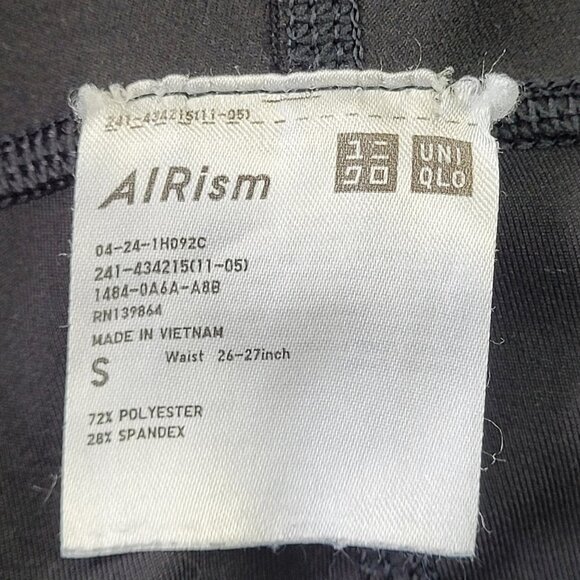 241-434215(11-05)
AIRism
ユニ
クロ
UNI
QLO
04-24-1H092C
241-434215(11-05)
1484-0A6A-A8B
RN139864
MADE IN VIETNAM
S Waist 26-27inch
72% POLYESTER
28% SPANDEX